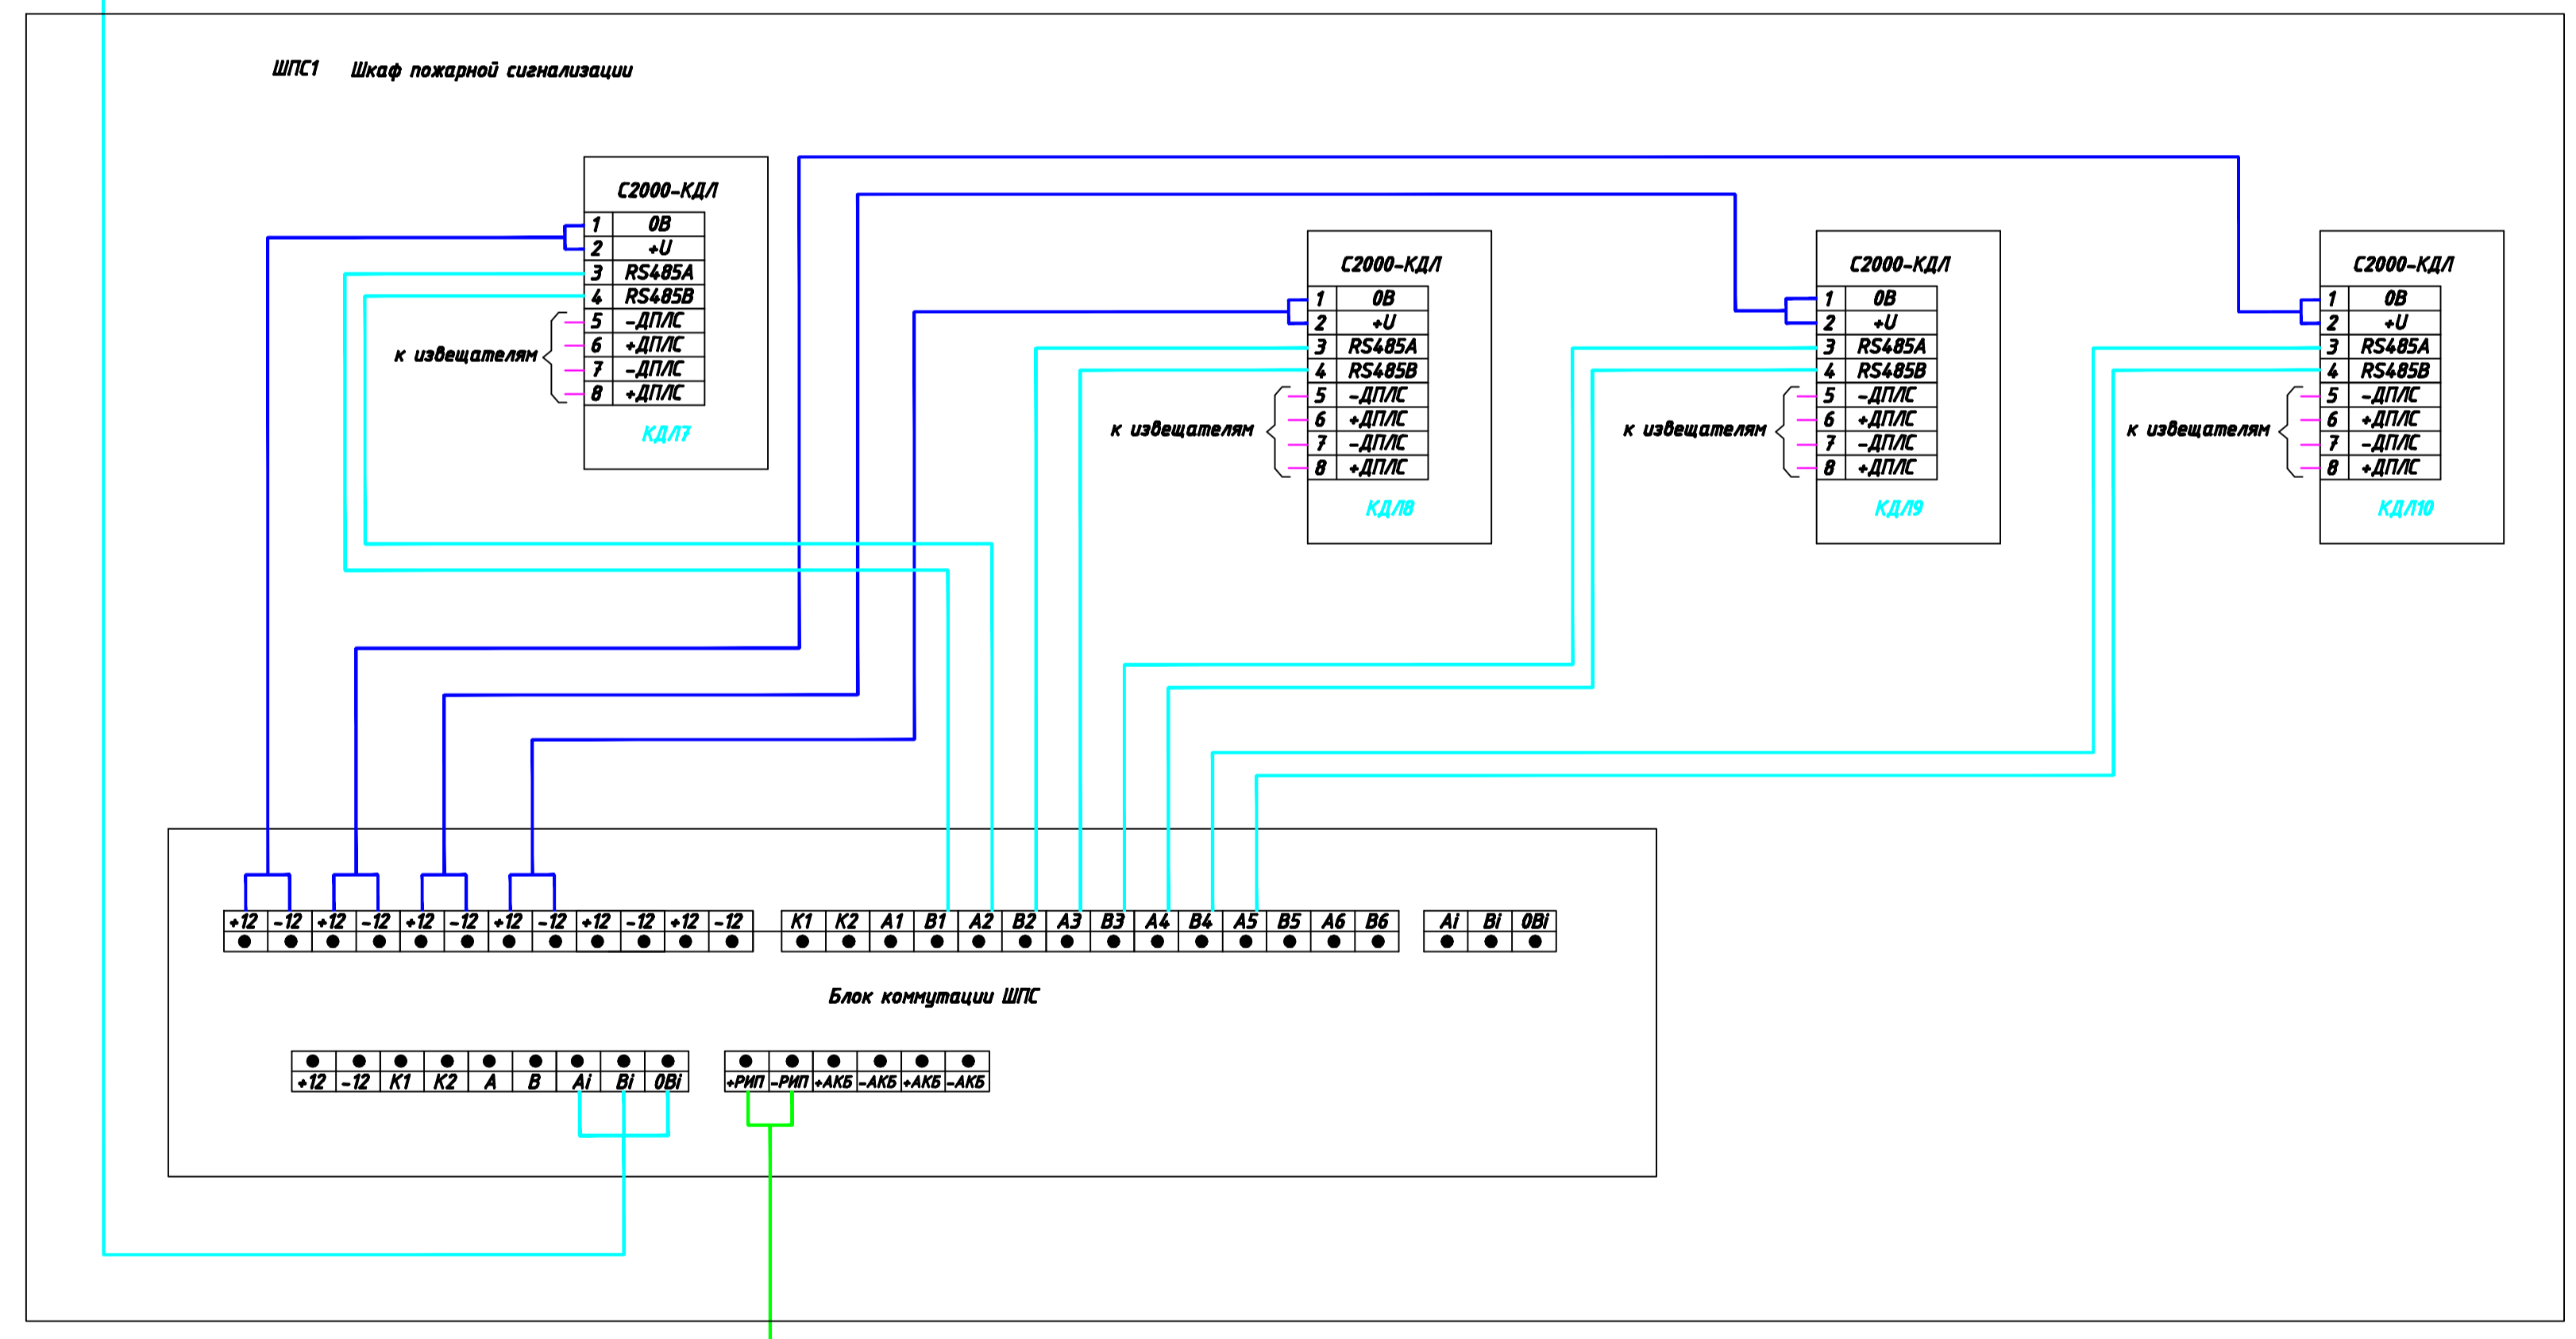 ШПС1 Шкаф пожарной сигнализации
С2000-КДЛ
1 0В
2 +U
3 RS485A
4 RS485B
5 -ДПЛС
6 +ДПЛС
7 -ДПЛС
8 +ДПЛС
к извещателям
КДЛ7
С2000-КДЛ
1 0В
2 +U
3 RS485A
4 RS485B
5 -ДПЛС
6 +ДПЛС
7 -ДПЛС
8 +ДПЛС
к извещателям
КДЛ8
С2000-КДЛ
1 0В
2 +U
3 RS485A
4 RS485B
5 -ДПЛС
6 +ДПЛС
7 -ДПЛС
8 +ДПЛС
к извещателям
КДЛ9
С2000-КДЛ
1 0В
2 +U
3 RS485A
4 RS485B
5 -ДПЛС
6 +ДПЛС
7 -ДПЛС
8 +ДПЛС
к извещателям
КДЛ10
+12 -12 +12 -12 +12 -12 +12 -12 +12 -12 +12 -12 К1 К2 А1 В1 А2 В2 А3 В3 А4 В4 А5 В5 А6 В6 Ai Bi 0Bi
Блок коммутации ШПС
+12 -12 К1 К2 А В Ai Bi 0Bi +РИП -РИП +АКБ -АКБ +АКБ -АКБ